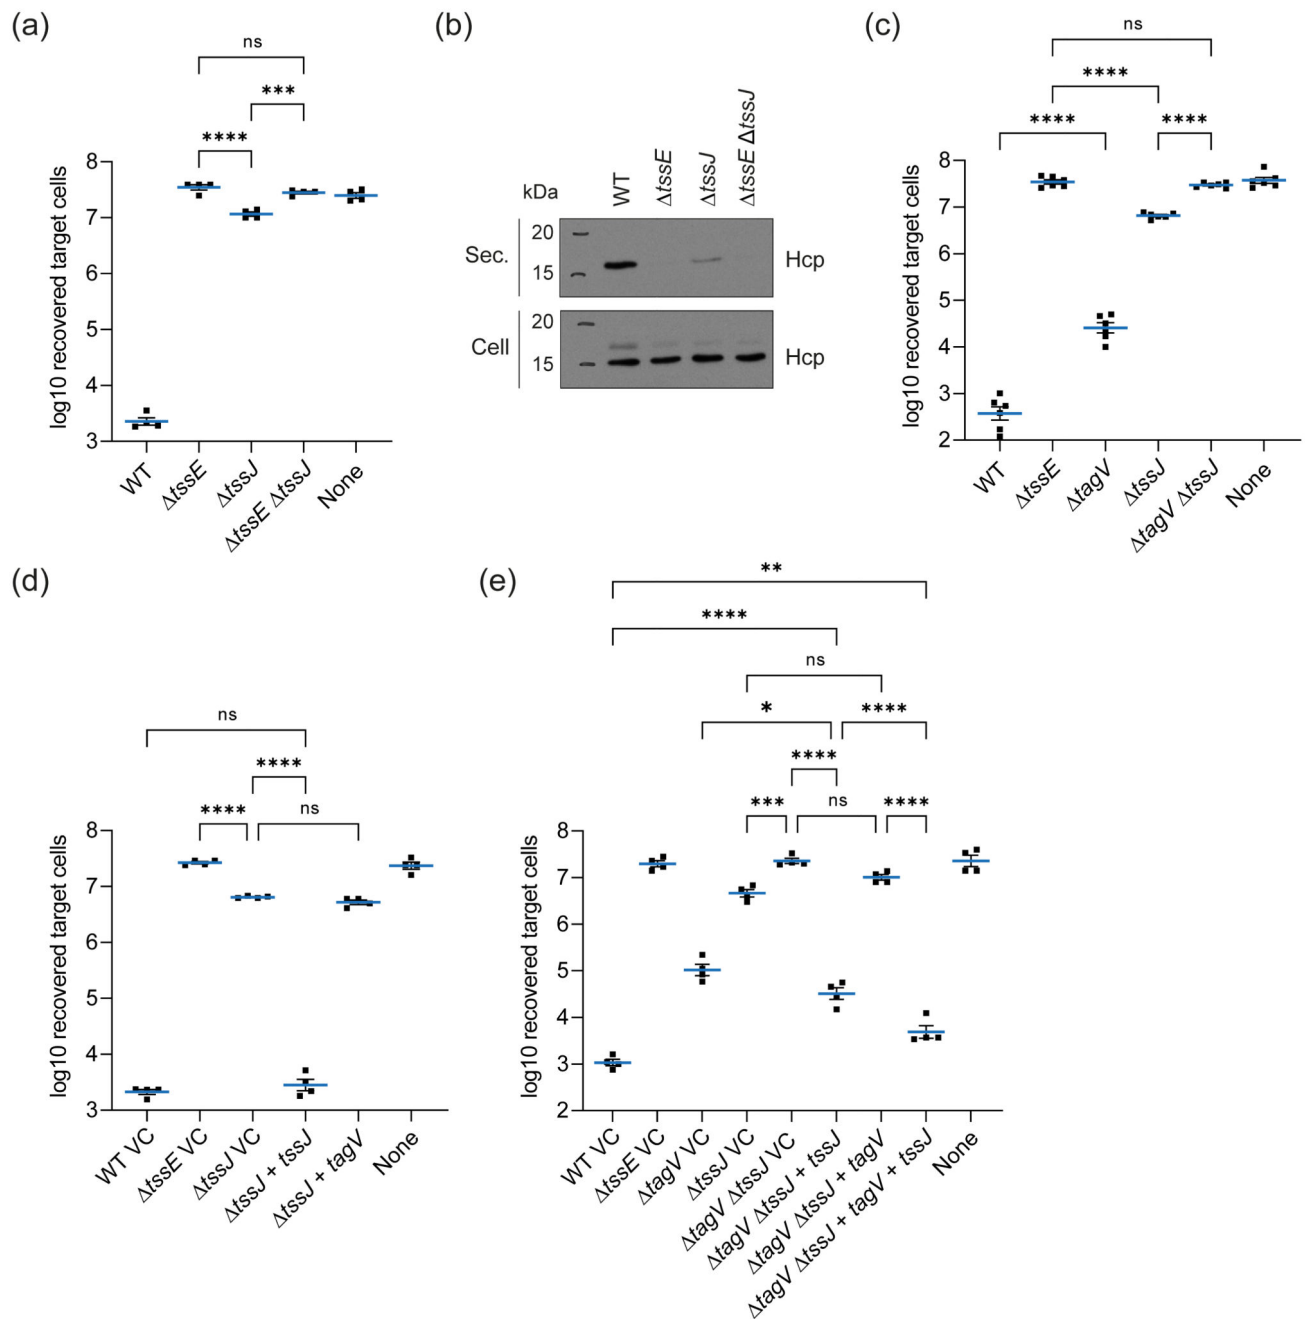 (a)
ns
***
****
8
7
6
5
4
3
log10 recovered target cells
WT
ΔtssE
ΔtssJ
ΔtssE ΔtssJ
None
(b)
kDa
WT
ΔtssE
ΔtssJ
ΔtssE ΔtssJ
Sec.
20
15
Hcp
Cell
20
15
Hcp
(c)
ns
****
**** ****
8
7
6
5
4
3
2
log10 recovered target cells
WT
ΔtssE
ΔtagV
ΔtssJ
ΔtagV ΔtssJ
None
(d)
ns
****
**** ns
8
7
6
5
4
3
log10 recovered target cells
WT VC
ΔtssE VC
ΔtssJ VC
ΔtssJ + tssJ
ΔtssJ + tagV
None
(e)
**
****
ns
* ****
****
*** ns ****
8
7
6
5
4
3
2
log10 recovered target cells
WT VC
ΔtssE VC
ΔtagV VC
ΔtssJ VC
ΔtagV ΔtssJ VC
ΔtagV ΔtssJ + tssJ
ΔtagV ΔtssJ + tagV
ΔtagV ΔtssJ + tagV + tssJ
None